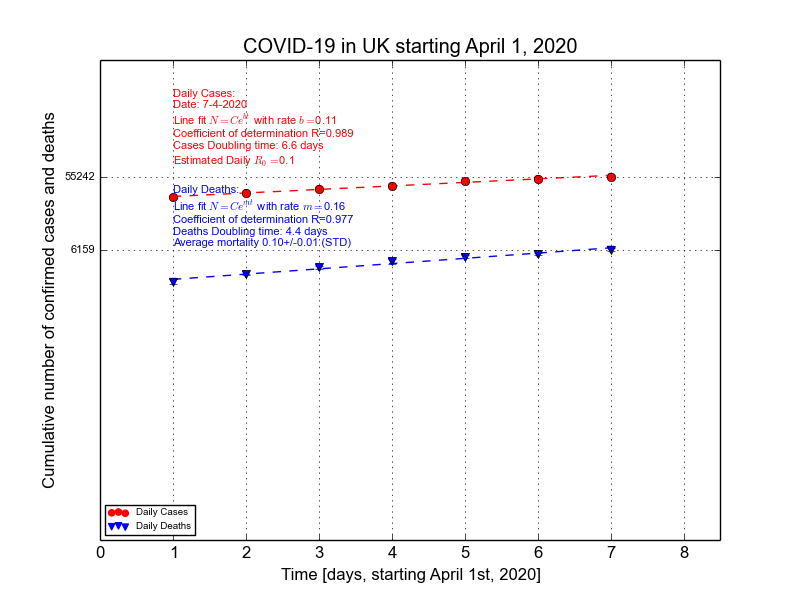 COVID-19 in UK starting April 1, 2020
Cumulative number of confirmed cases and deaths
Daily Cases:
Date: 7-4-2020
Line fit N = Ce^{bt} with rate b =0.11
Coefficient of determination R=0.989
Cases Doubling time: 6.6 days
Estimated Daily R_0 =0.1
55242
Daily Deaths:
Line fit N = Ce^{mt} with rate m =0.16
Coefficient of determination R=0.977
Deaths Doubling time: 4.4 days
Average mortality 0.10+/-0.01.(STD)
6159
Daily Cases
Daily Deaths
0 1 2 3 4 5 6 7 8
Time [days, starting April 1st, 2020]